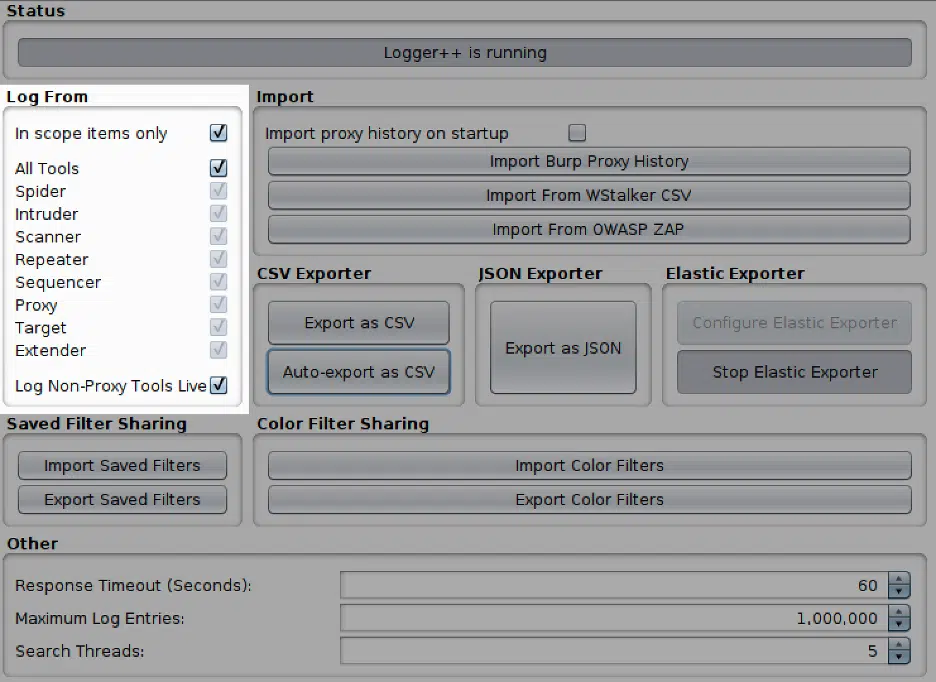 Status
Logger++ is running
Log From
In scope items only
All Tools
Spider
Intruder
Scanner
Repeater
Sequencer
Proxy
Target
Extender
Log Non-Proxy Tools Live
Import
Import proxy history on startup
Import Burp Proxy History
Import From WStalker CSV
Import From OWASP ZAP
CSV Exporter
Export as CSV
Auto-export as CSV
JSON Exporter
Export as JSON
Elastic Exporter
Configure Elastic Exporter
Stop Elastic Exporter
Saved Filter Sharing
Import Saved Filters
Export Saved Filters
Color Filter Sharing
Import Color Filters
Export Color Filters
Other
Response Timeout (Seconds): 60
Maximum Log Entries: 1,000,000
Search Threads: 5